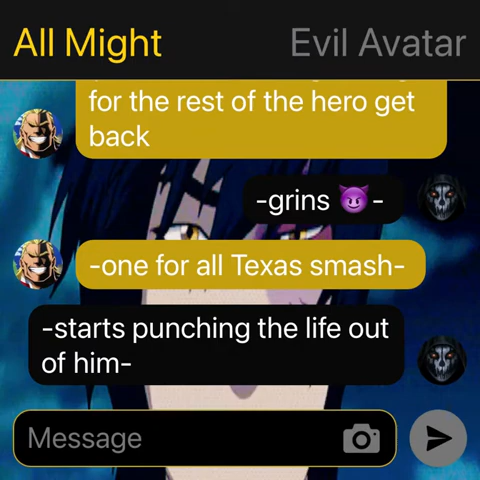 All Might
Evil Avatar
for the rest of the hero get
back
-grins 😈-
-one for all Texas smash-
-starts punching the life out
of him-
Message